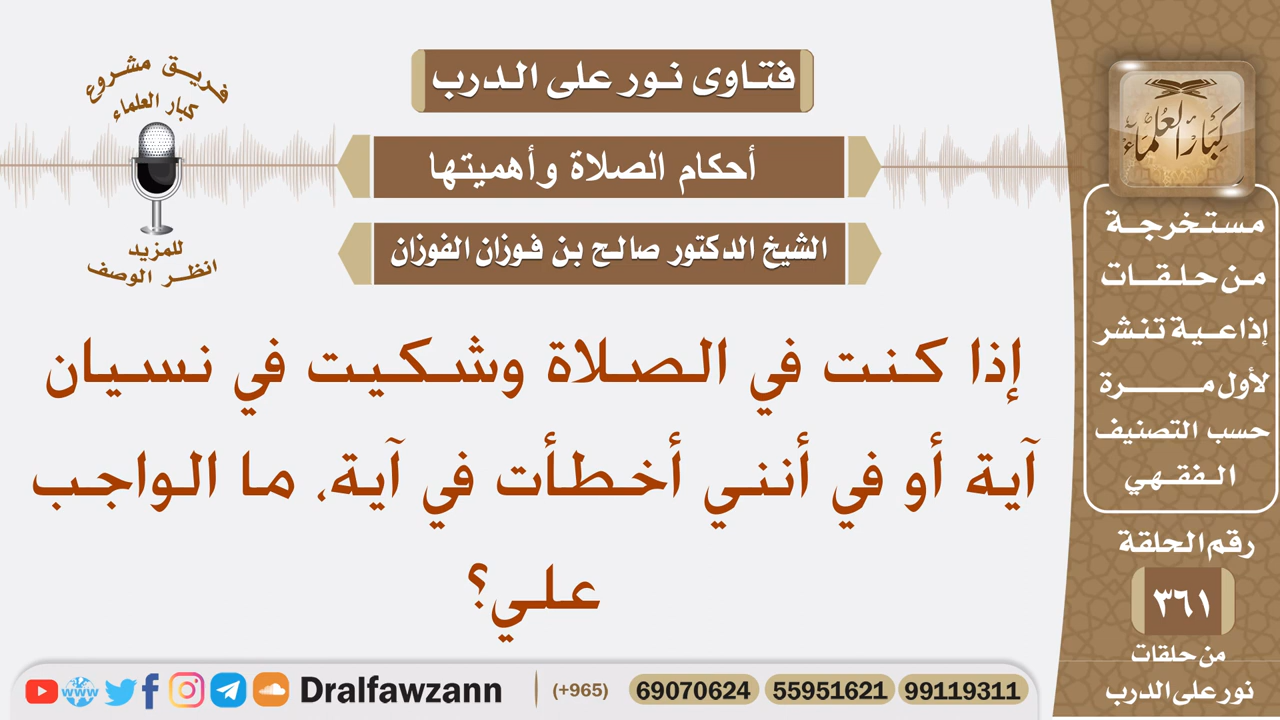 فتاوى نور على الدرب
أحكام الصلاة وأهميتها
الشيخ الدكتور صالح بن فوزان الفوزان
فريق مشروع
كبار العلماء
للمزيد
انظر الوصف
إذا كنت في الصلاة وشكيت في نسيان
آية أو في أنني أخطأت في آية، ما الواجب
علي؟
كبار العلماء
مستخرجة
من حلقات
إذاعية تنشر
لأول مرة
حسب التصنيف
الفقهي
رقم الحلقة
٣٦١
من حلقات
نور على الدرب
www
Dralfawzann
(+965)
69070624
55951621
99119311